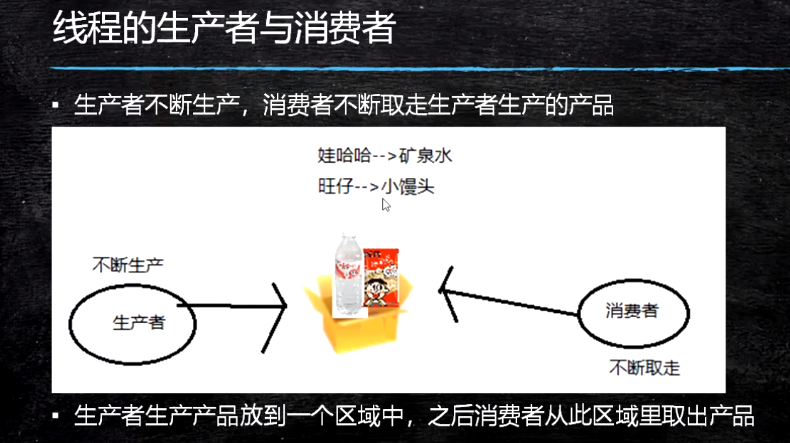 线程的生产者与消费者
▪ 生产者不断生产，消费者不断取走生产者生产的产品
娃哈哈-->矿泉水
旺仔-->小馒头
不断生产
生产者
消费者
不断取走
▪ 生产者生产产品放到一个区域中，之后消费者从此区域里取出产品